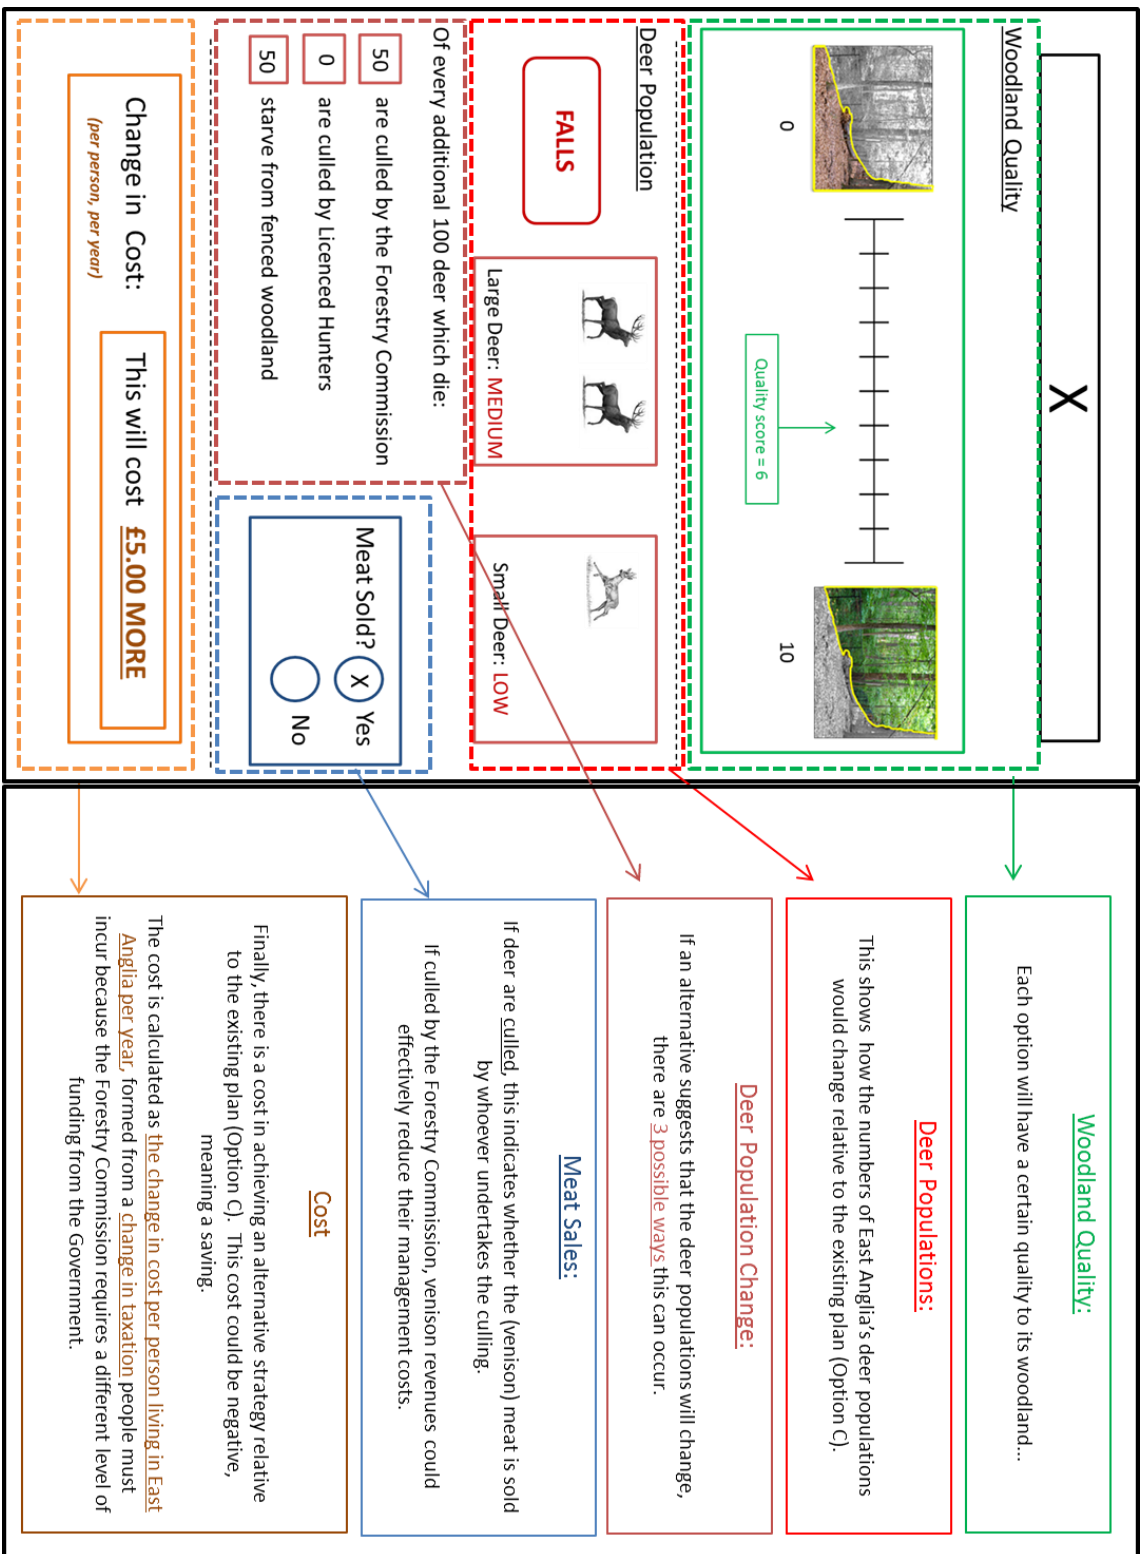 X
Woodland Quality
0
10
Quality score = 6
Deer Population
FALLS
Large Deer: MEDIUM
Small Deer: LOW
Of every additional 100 deer which die:
50 are culled by the Forestry Commission
0 are culled by Licenced Hunters
50 starve from fenced woodland
Meat Sold?
X Yes
No
Change in Cost:
(per person, per year)
This will cost £5.00 MORE
Woodland Quality:
Each option will have a certain quality to its woodland...
Deer Populations:
This shows how the numbers of East Anglia's deer populations
would change relative to the existing plan (Option C).
Deer Population Change:
If an alternative suggests that the deer populations will change,
there are 3 possible ways this can occur.
Meat Sales:
If deer are culled, this indicates whether the (venison) meat is sold
by whoever undertakes the culling.
If culled by the Forestry Commission, venison revenues could
effectively reduce their management costs.
Cost
Finally, there is a cost in achieving an alternative strategy relative
to the existing plan (Option C). This cost could be negative,
meaning a saving.
The cost is calculated as the change in cost per person living in East
Anglia per year, formed from a change in taxation people must
incur because the Forestry Commission requires a different level of
funding from the Government.